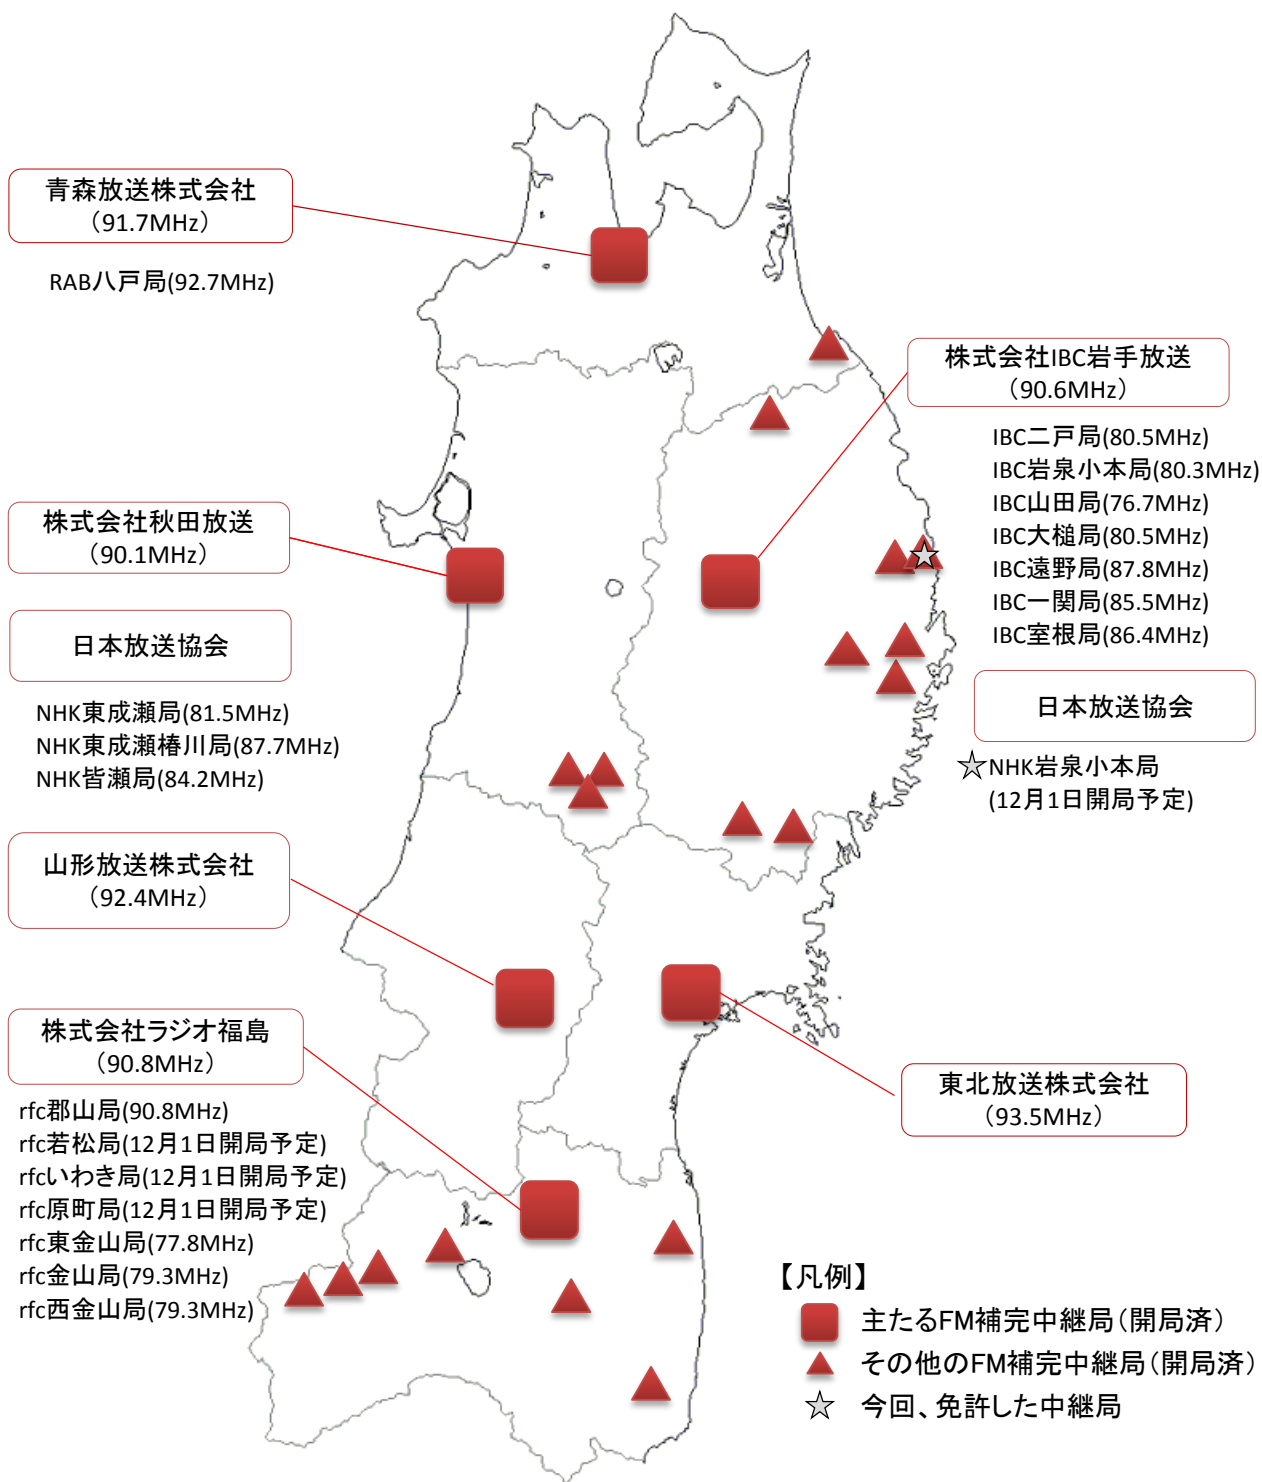 青森放送株式会社
（91.7MHz）
RAB八戸局(92.7MHz)
株式会社IBC岩手放送
（90.6MHz）
IBC二戸局(80.5MHz)
IBC岩泉小本局(80.3MHz)
IBC山田局(76.7MHz)
IBC大槌局(80.5MHz)
IBC遠野局(87.8MHz)
IBC一関局(85.5MHz)
IBC室根局(86.4MHz)
日本放送協会
☆NHK岩泉小本局
(12月1日開局予定)
株式会社秋田放送
（90.1MHz）
日本放送協会
NHK東成瀬局(81.5MHz)
NHK東成瀬椿川局(87.7MHz)
NHK皆瀬局(84.2MHz)
山形放送株式会社
（92.4MHz）
株式会社ラジオ福島
（90.8MHz）
rfc郡山局(90.8MHz)
rfc若松局(12月1日開局予定)
rfcいわき局(12月1日開局予定)
rfc原町局(12月1日開局予定)
rfc東金山局(77.8MHz)
rfc金山局(79.3MHz)
rfc西金山局(79.3MHz)
東北放送株式会社
（93.5MHz）
【凡例】
主たるFM補完中継局（開局済）
その他のFM補完中継局（開局済）
今回、免許した中継局